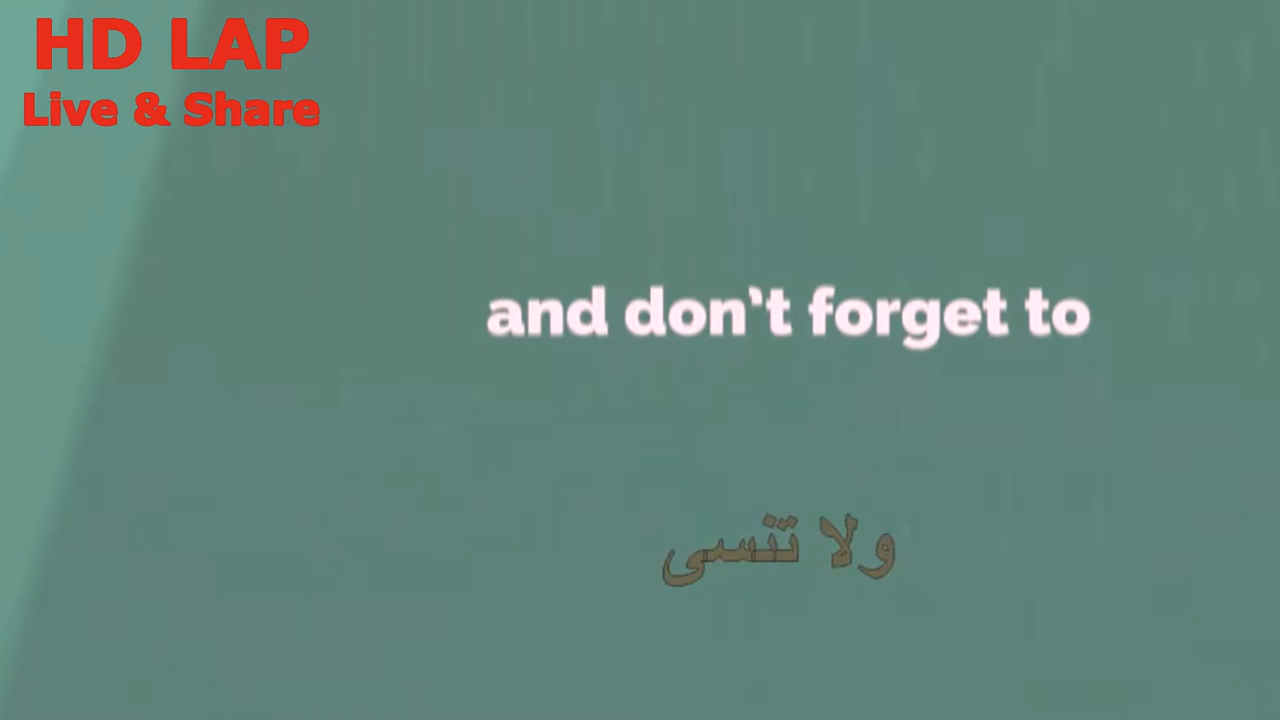 HD LAP
Live & Share
and don't forget to
ولا تنسى